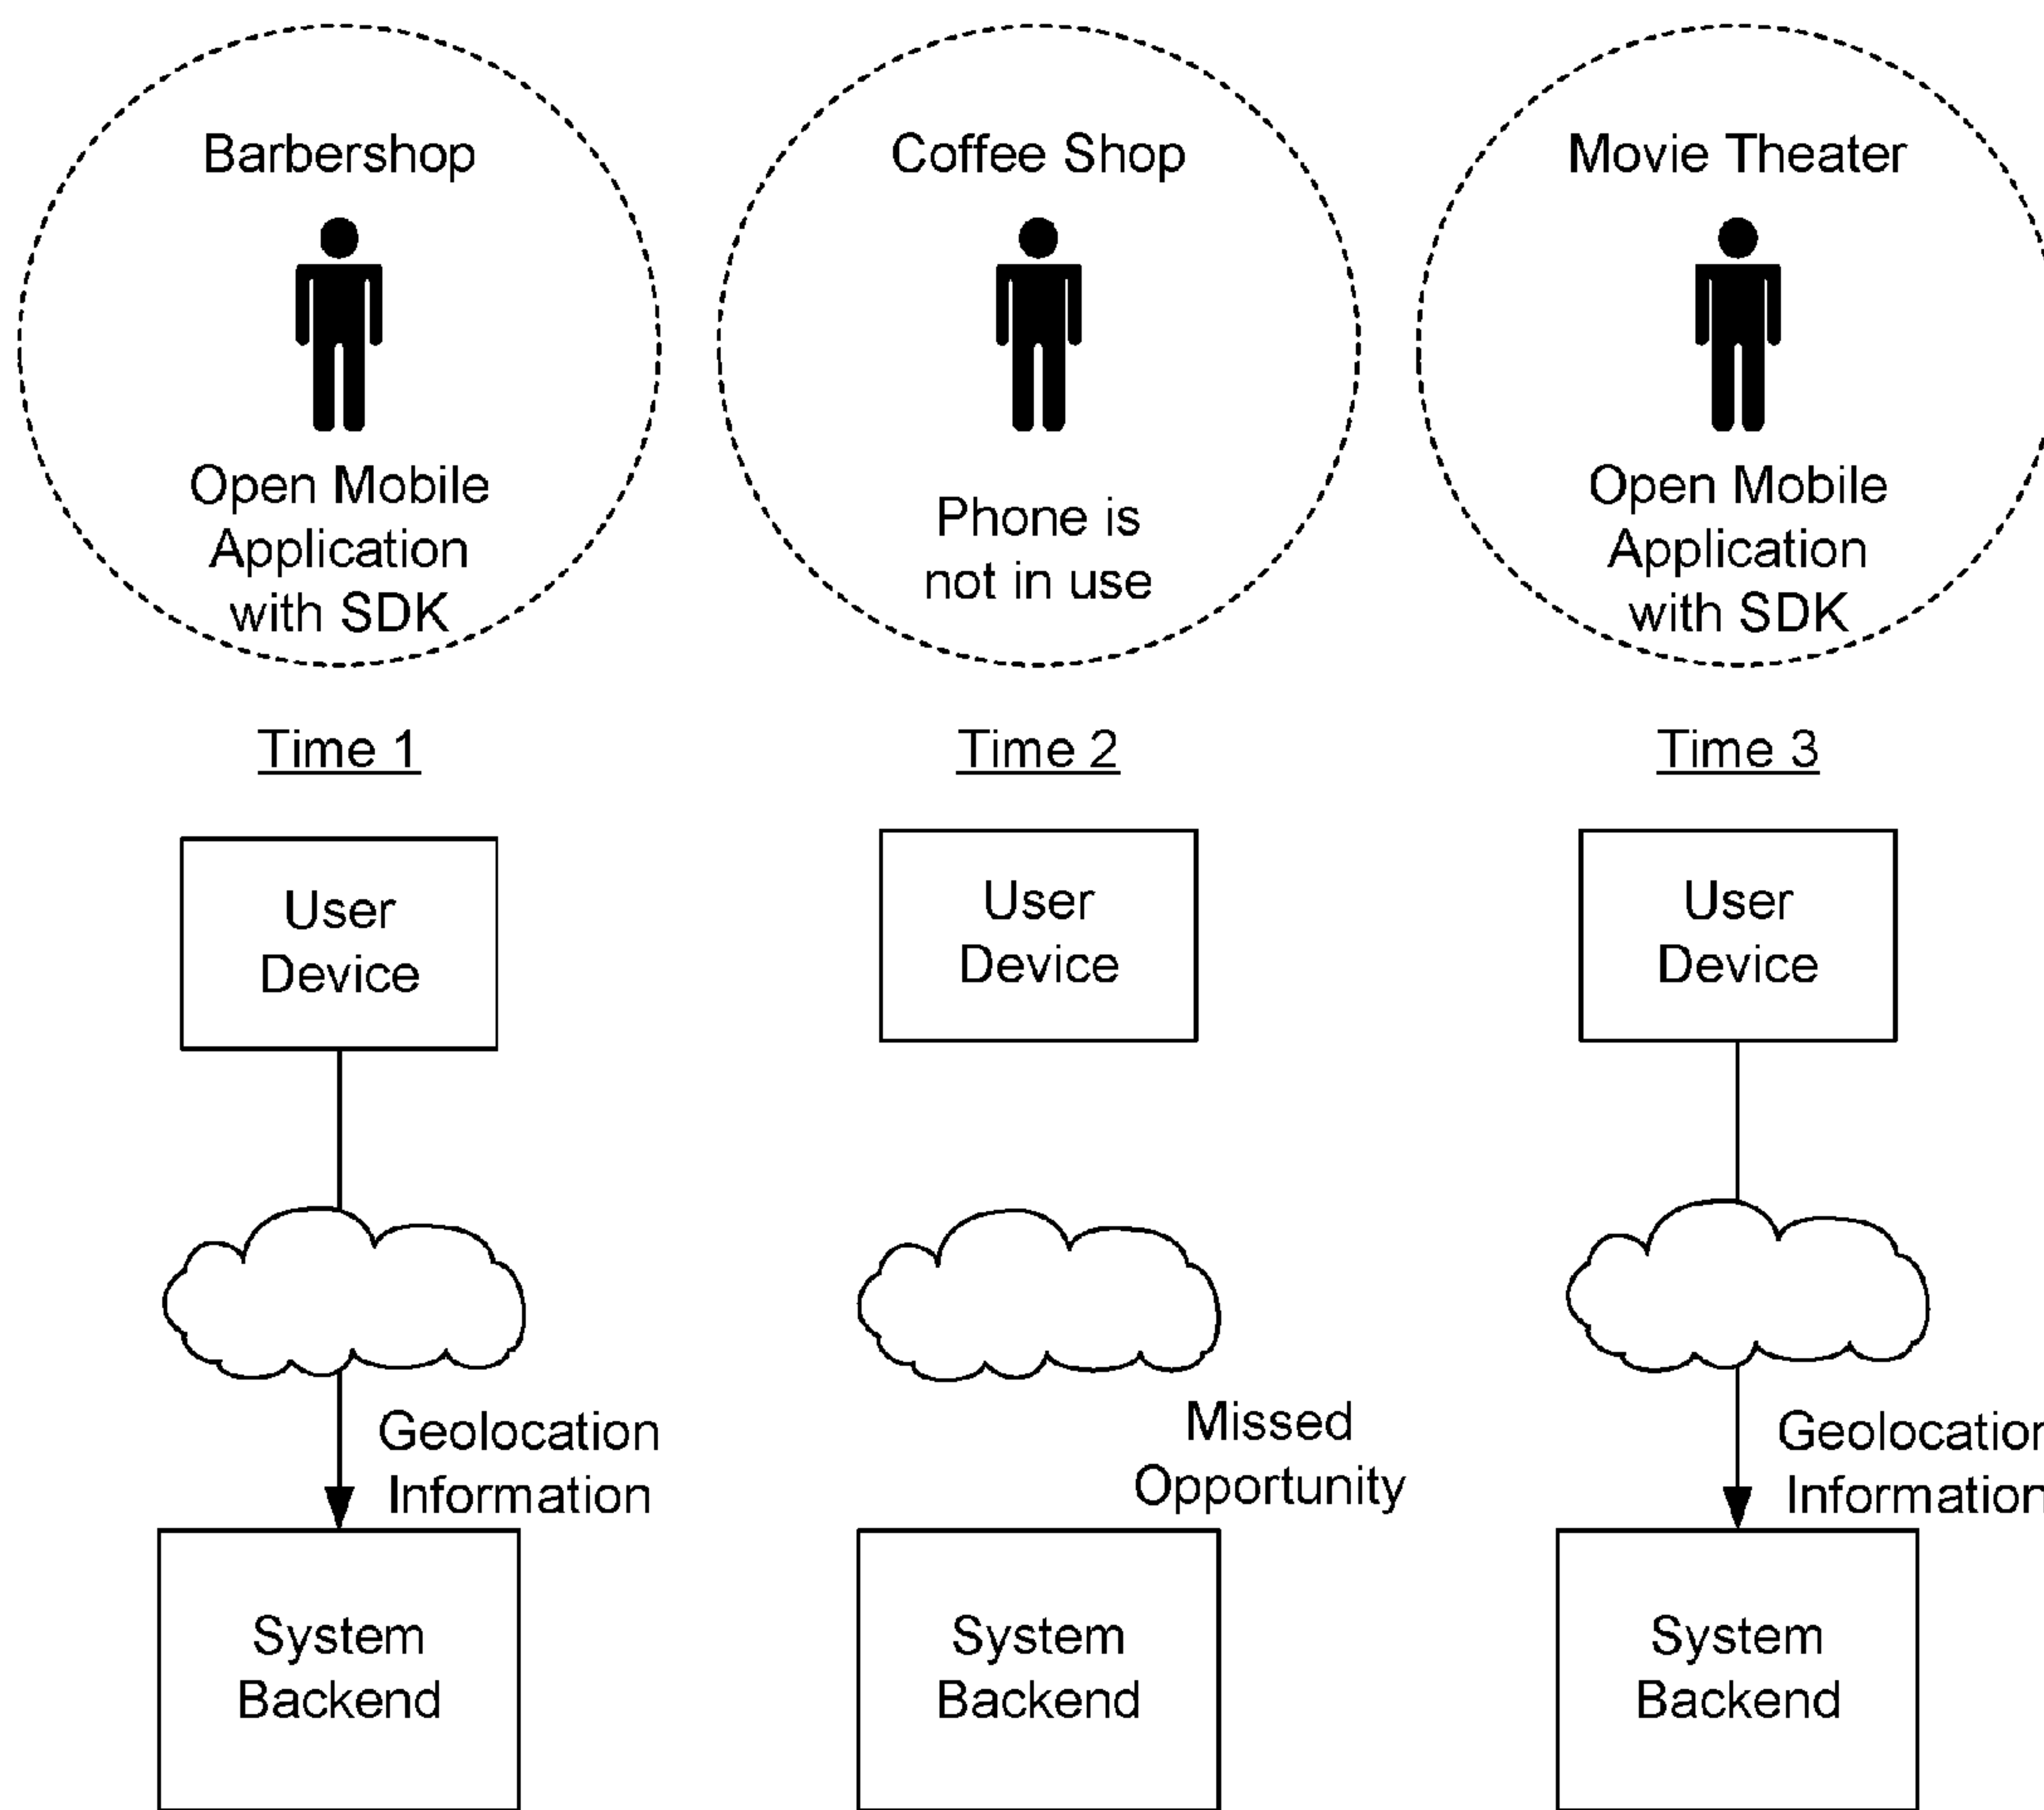 Barbershop
Open Mobile
Application
with SDK
Time 1
Coffee Shop
Phone is
not in use
Time 2
Movie Theater
Open Mobile
Application
with SDK
Time 3
User
Device
Geolocation
Information
System
Backend
User
Device
Missed
Opportunity
System
Backend
User
Device
Geolocation
Information
System
Backend